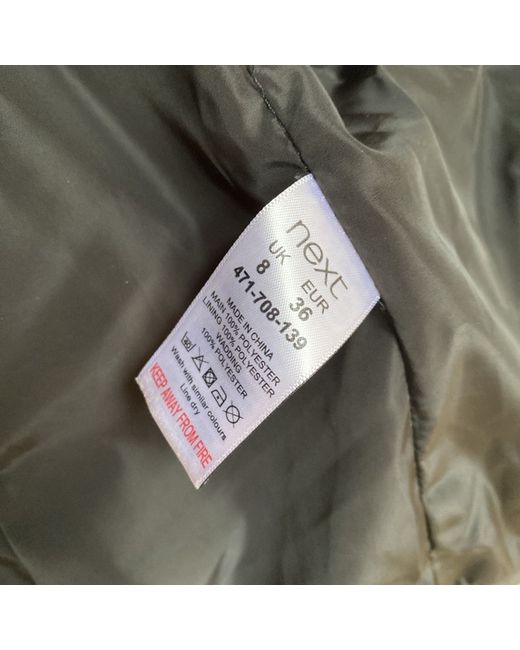 next
UK EUR
8 36
471-708-139
MADE IN CHINA
MAIN 100% POLYESTER
LINING 100% POLYESTER
WADDING
100% POLYESTER
40
Wash with similar colours
Line dry
KEEP AWAY FROM FIRE